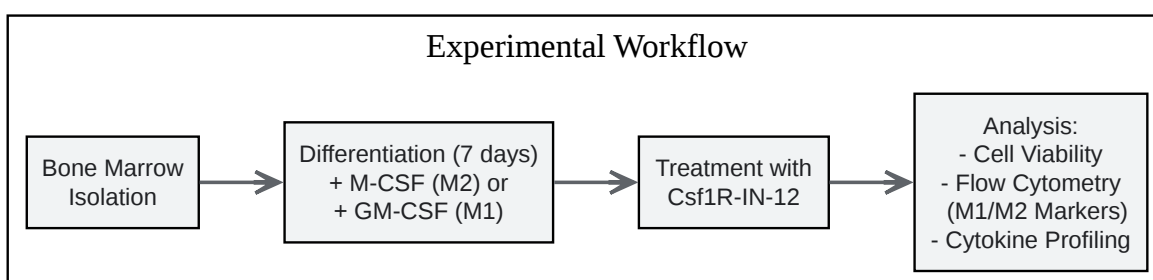 Experimental Workflow
Bone Marrow
Isolation
Differentiation (7 days)
+ M-CSF (M2) or
+ GM-CSF (M1)
Treatment with
Csf1R-IN-12
Analysis:
- Cell Viability
- Flow Cytometry
(M1/M2 Markers)
- Cytokine Profiling